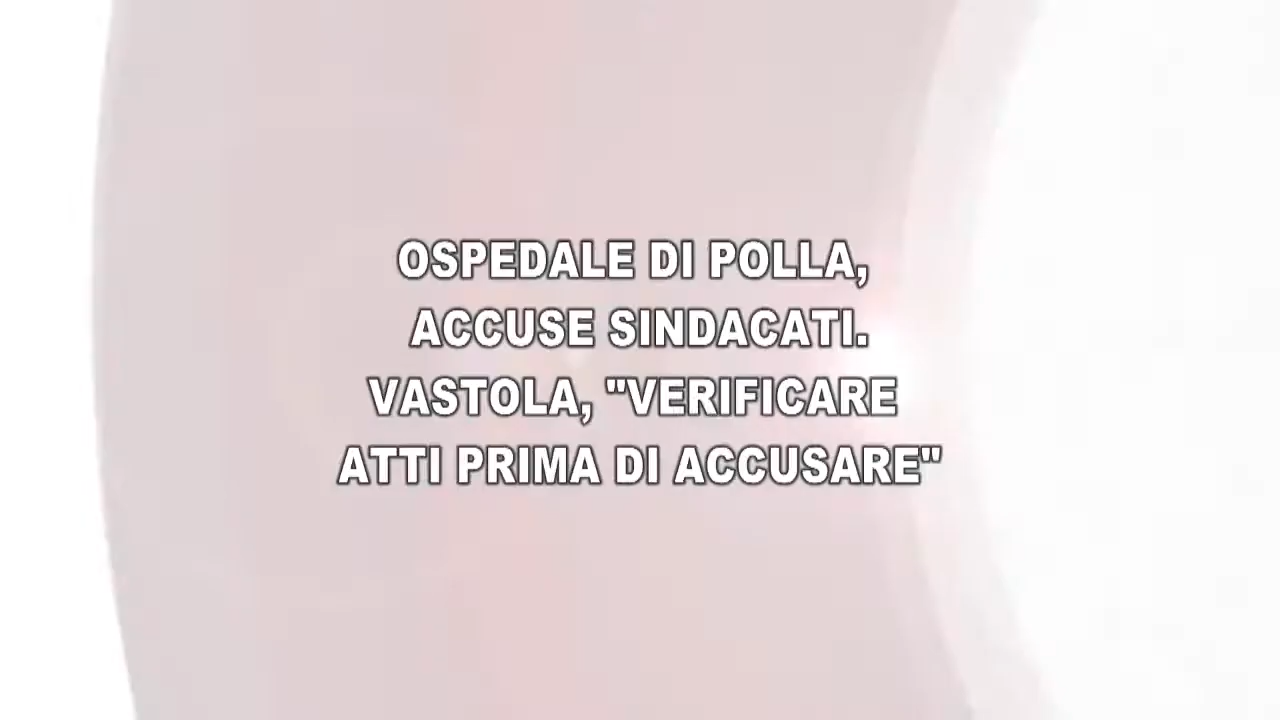 OSPEDALE DI POLLA,
ACCUSE SINDACATI.
VASTOLA, "VERIFICARE
ATTI PRIMA DI ACCUSARE"